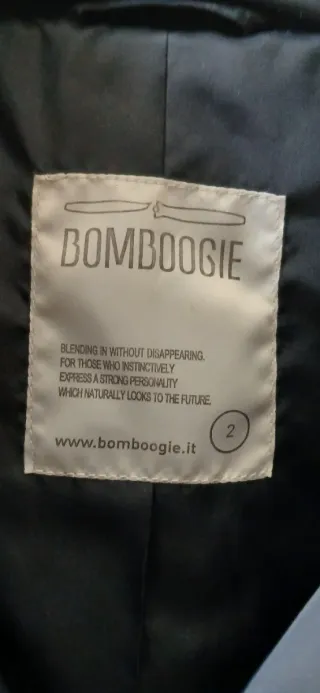 BOMBOOGIE
BLENDING IN WITHOUT DISAPPEARING.
FOR THOSE WHO INSTINCTIVELY
EXPRESS A STRONG PERSONALITY
WHICH NATURALLY LOOKS TO THE FUTURE.
2
www.bomboogie.it